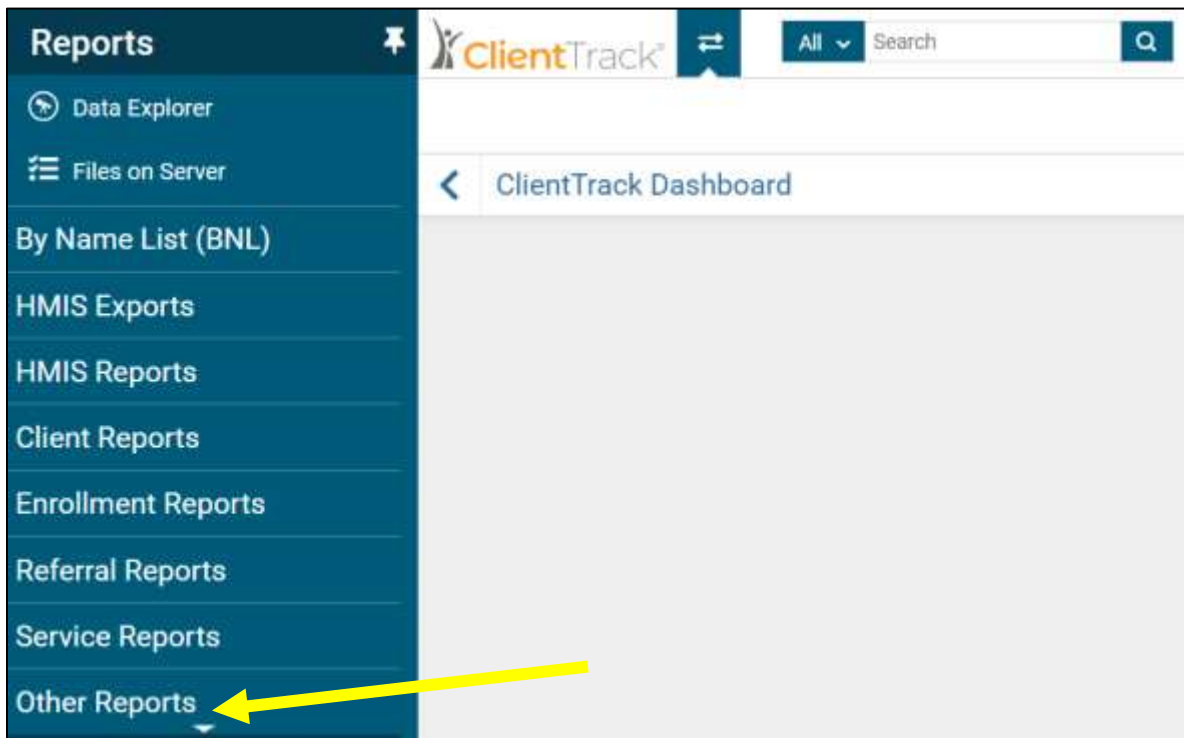 Reports
ClientTrack®
All
Search
Data Explorer
Files on Server
ClientTrack Dashboard
By Name List (BNL)
HMIS Exports
HMIS Reports
Client Reports
Enrollment Reports
Referral Reports
Service Reports
Other Reports